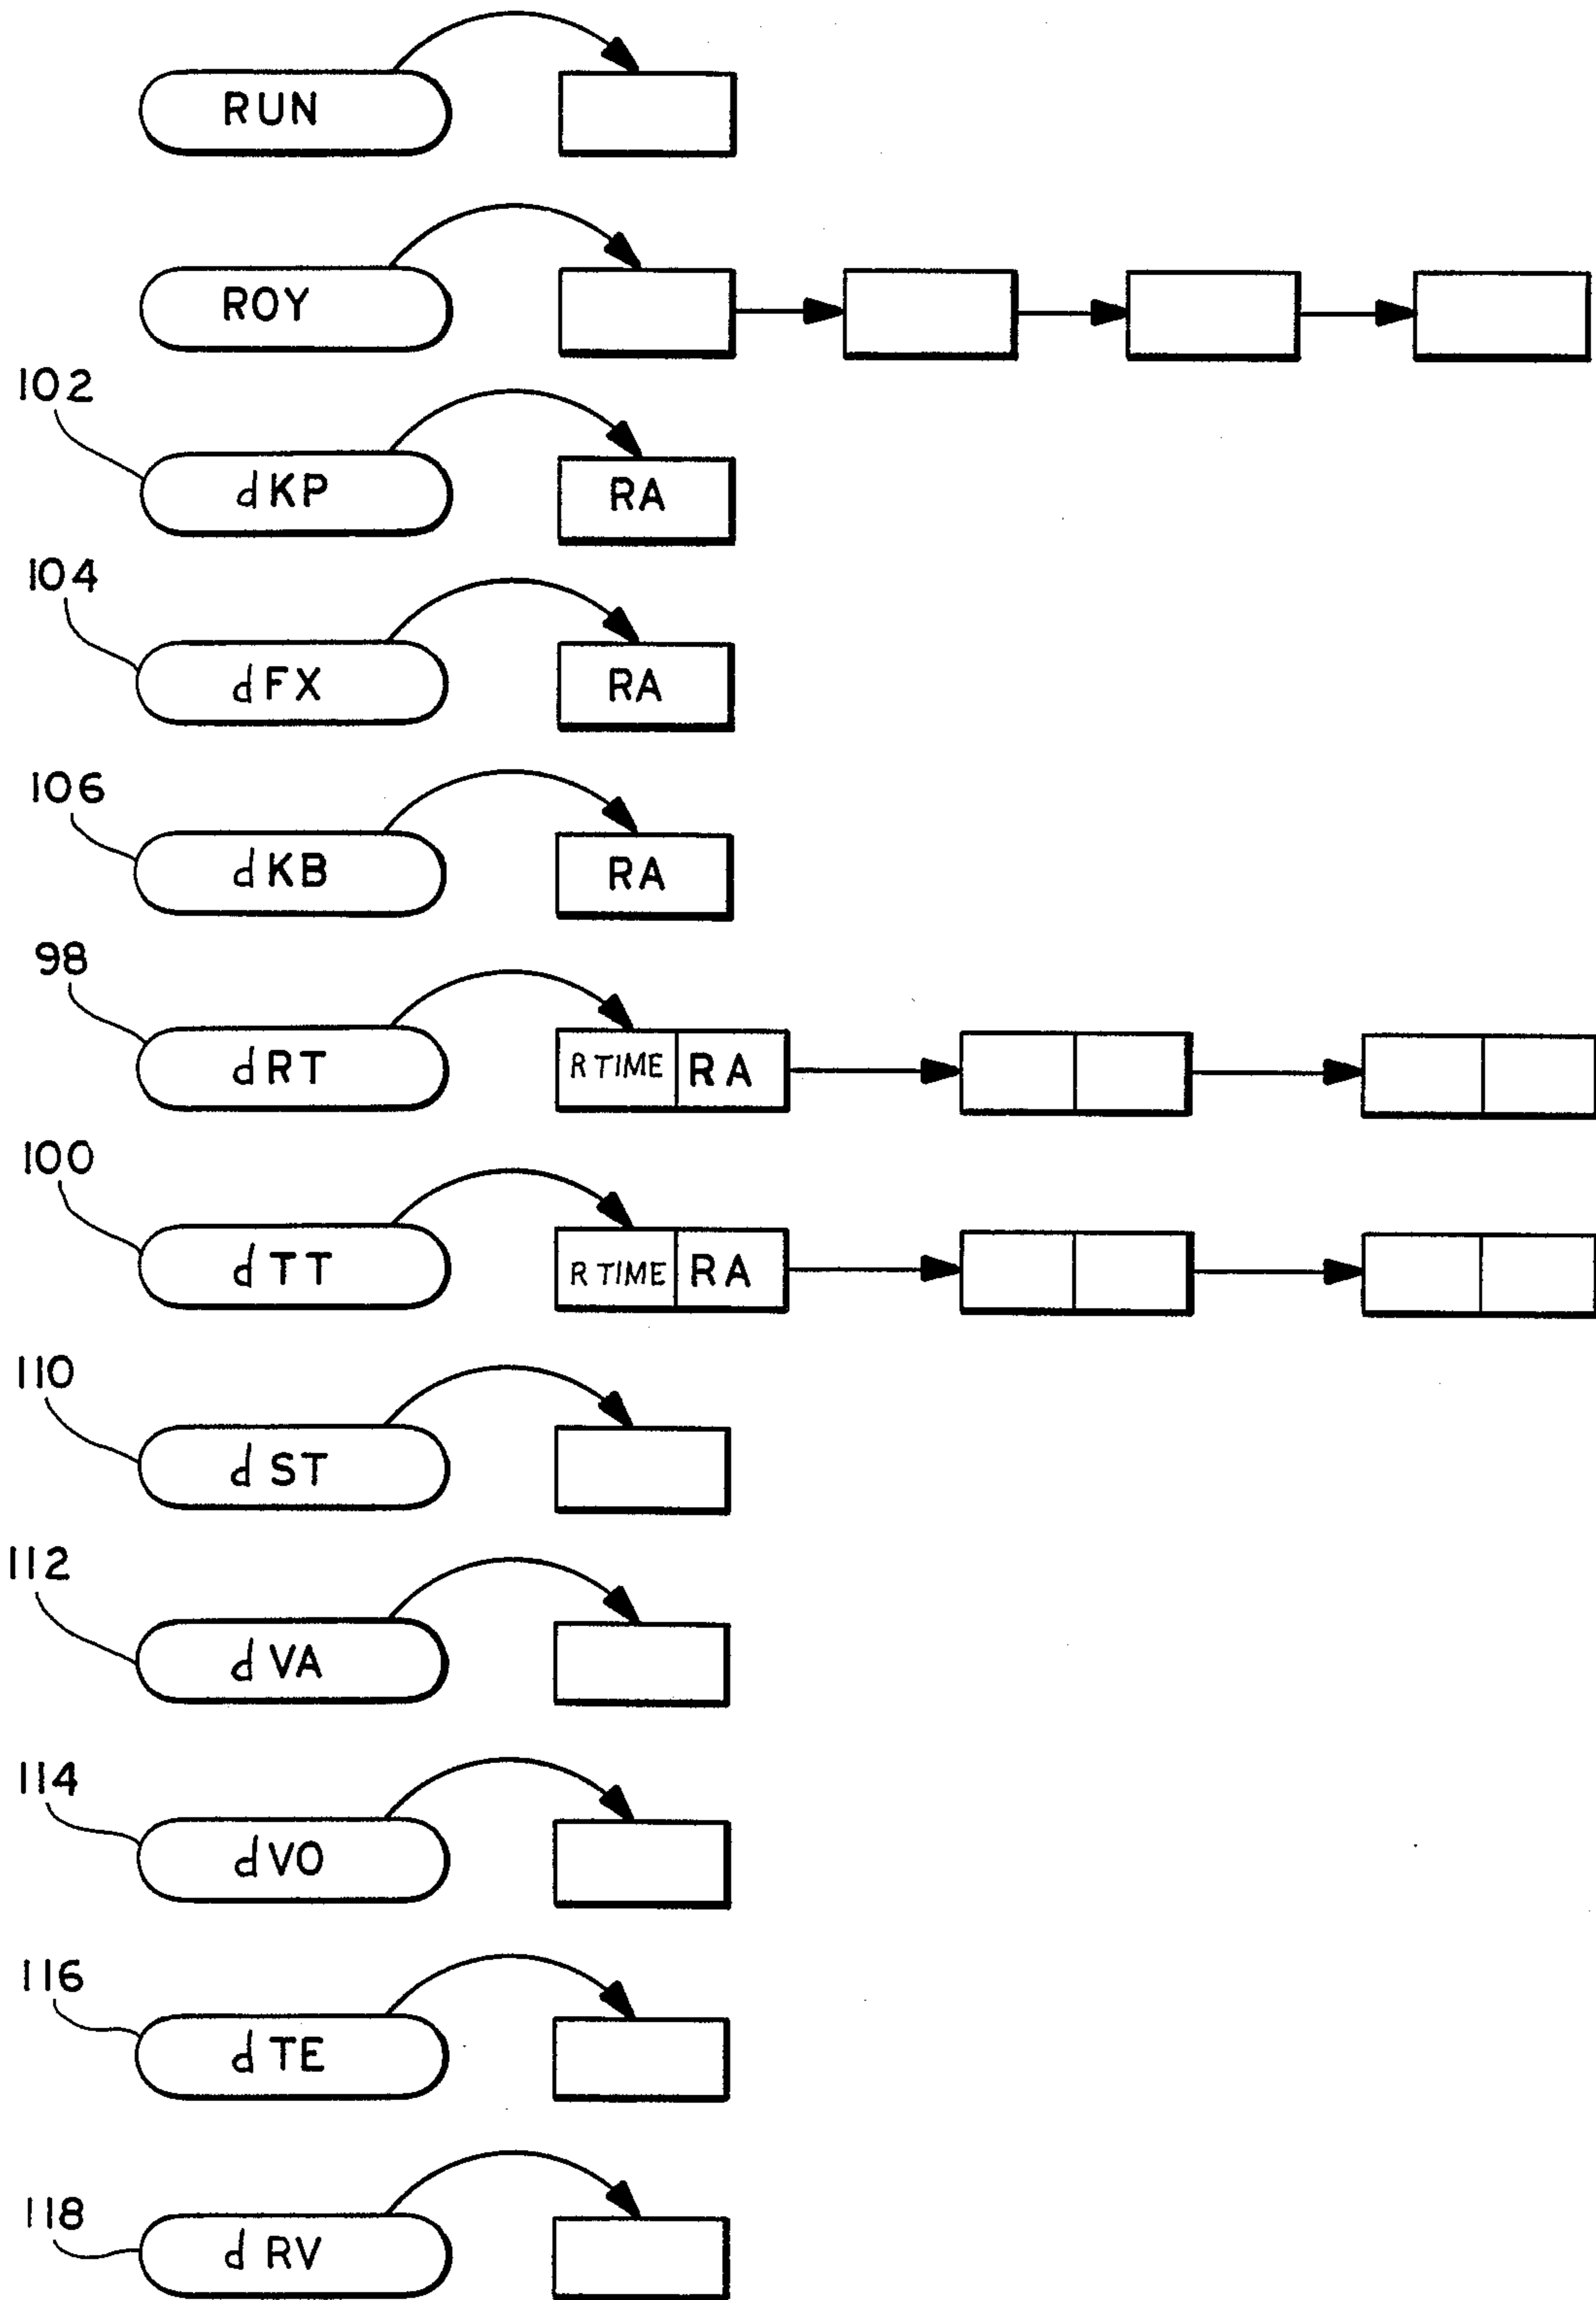 RUN
ROY
102
dKP RA
104
dFX RA
106
dKB RA
98
dRT RTIME RA
100
dTT RTIME RA
110
dST
112
dVA
114
dVO
116
dTE
118
dRV